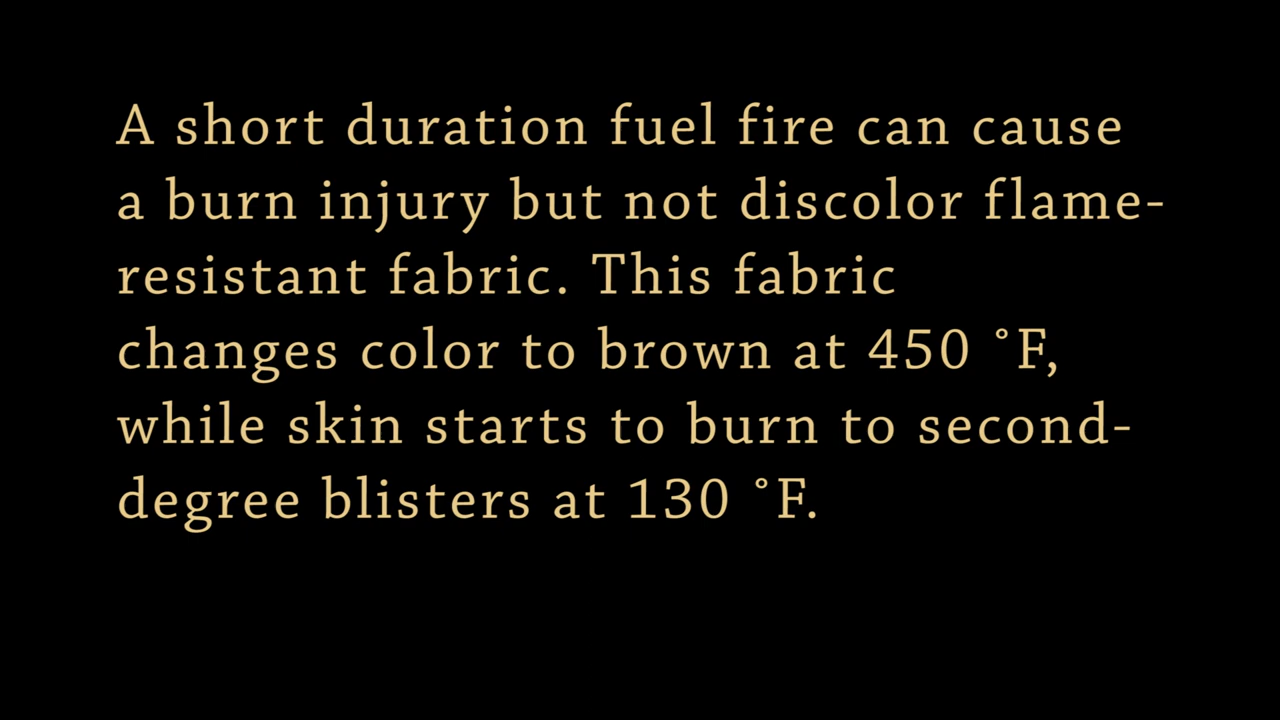 A short duration fuel fire can cause
a burn injury but not discolor flame-
resistant fabric. This fabric
changes color to brown at 450 ˚F,
while skin starts to burn to second-
degree blisters at 130 ˚F.